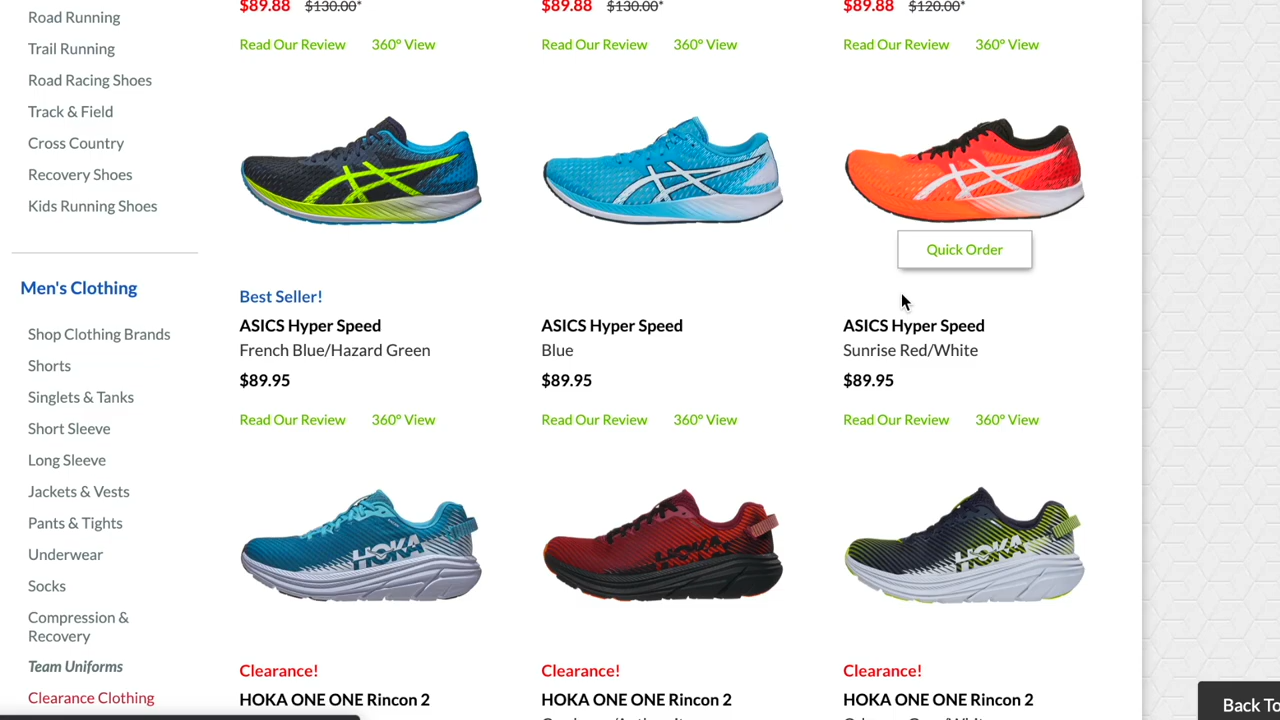 Road Running
Trail Running
Road Racing Shoes
Track & Field
Cross Country
Recovery Shoes
Kids Running Shoes
Men's Clothing
Shop Clothing Brands
Shorts
Singlets & Tanks
Short Sleeve
Long Sleeve
Jackets & Vests
Pants & Tights
Underwear
Socks
Compression &
Recovery
Team Uniforms
Clearance Clothing
$89.88 $130.00*
$89.88 $130.00*
$89.88 $120.00*
Read Our Review 360° View
Read Our Review 360° View
Read Our Review 360° View
Quick Order
Best Seller!
ASICS Hyper Speed
French Blue/Hazard Green
$89.95
Read Our Review 360° View
ASICS Hyper Speed
Blue
$89.95
Read Our Review 360° View
ASICS Hyper Speed
Sunrise Red/White
$89.95
Read Our Review 360° View
HOKA
HOKA
HOKA
Clearance!
HOKA ONE ONE Rincon 2
Clearance!
HOKA ONE ONE Rincon 2
Clearance!
HOKA ONE ONE Rincon 2
Back To